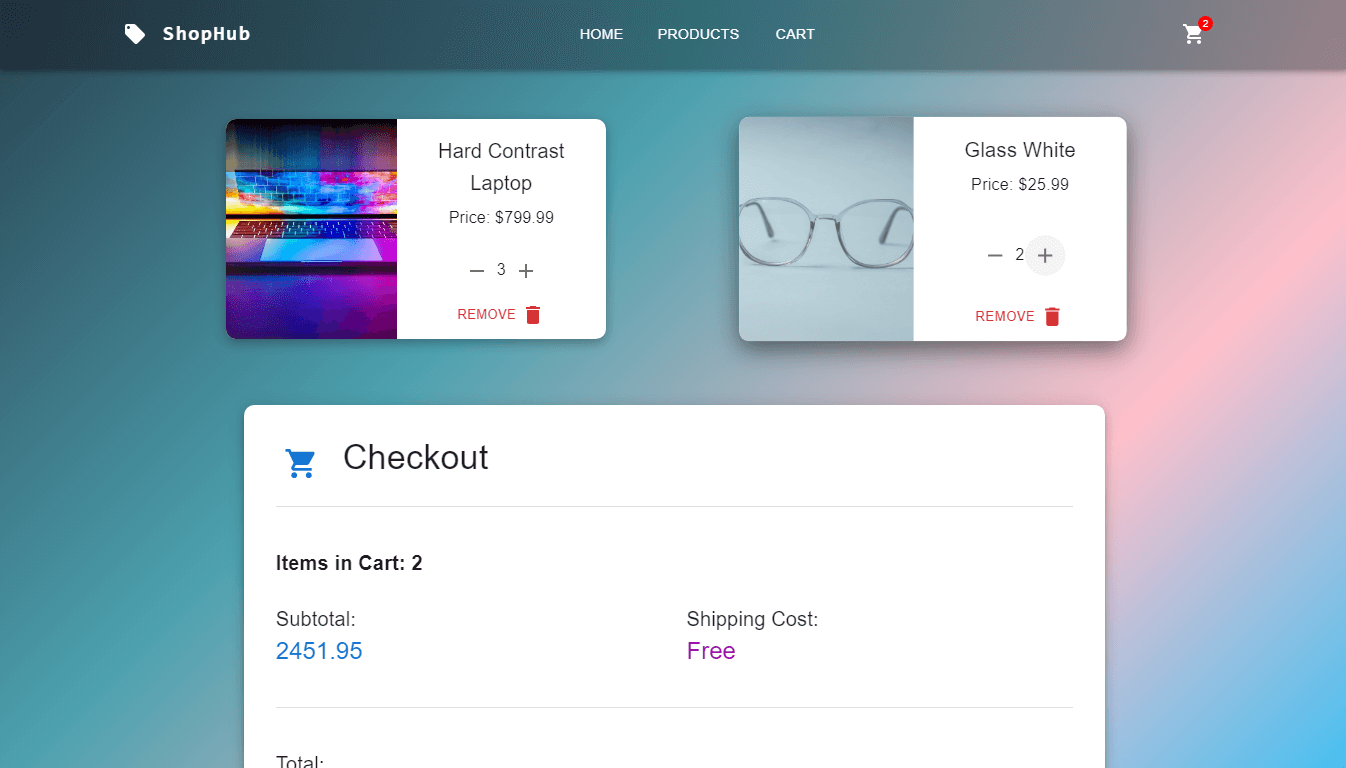 ShopHub
HOME PRODUCTS CART
2
Hard Contrast
Laptop
Price: $799.99
3
REMOVE
Glass White
Price: $25.99
2
REMOVE
Checkout
Items in Cart: 2
Subtotal:
2451.95
Shipping Cost:
Free
Total: